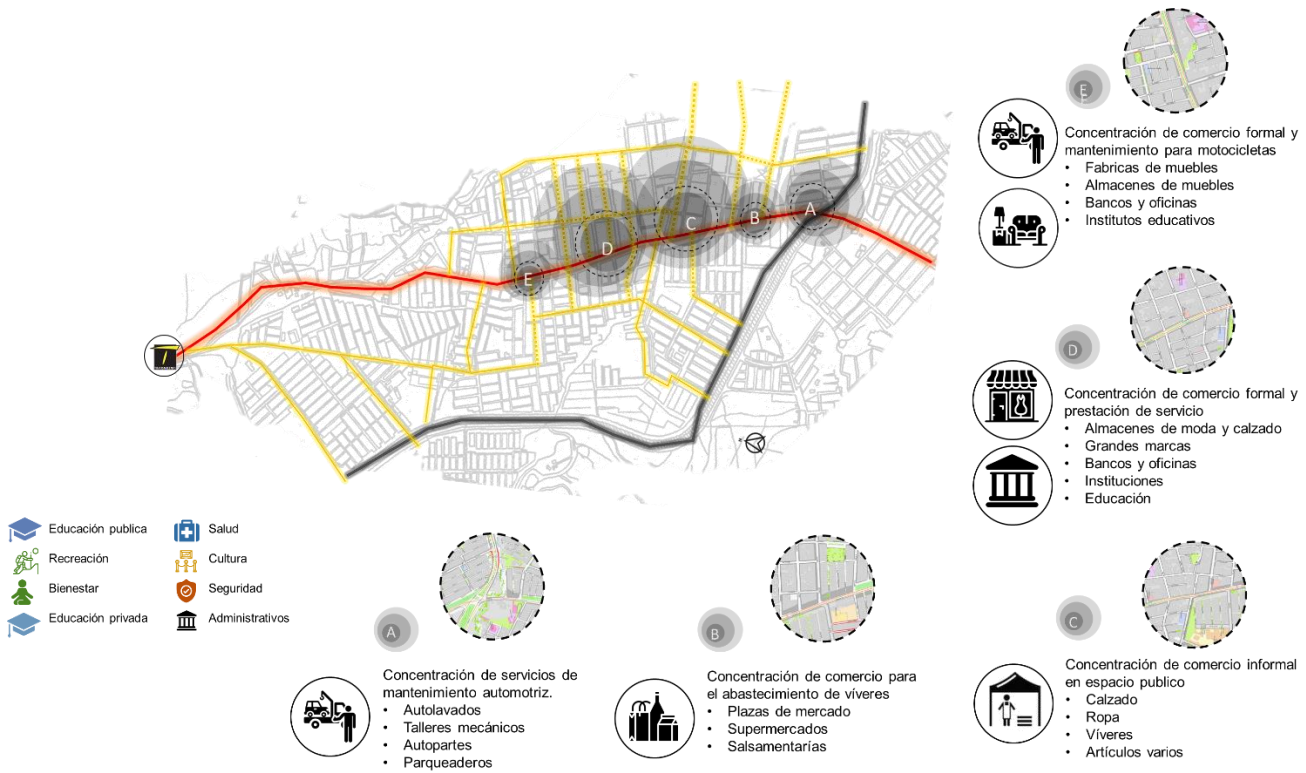 E
Concentración de comercio formal y
mantenimiento para motocicletas
• Fabricas de muebles
• Almacenes de muebles
• Bancos y oficinas
• Institutos educativos
A
B
C
D
E
D
Concentración de comercio formal y
prestación de servicio
• Almacenes de moda y calzado
• Grandes marcas
• Bancos y oficinas
• Instituciones
• Educación
Educación publica
Salud
Recreación
Cultura
Bienestar
Seguridad
Educación privada
Administrativos
A
Concentración de servicios de
mantenimiento automotriz.
• Autolavados
• Talleres mecánicos
• Autopartes
• Parqueaderos
B
Concentración de comercio para
el abastecimiento de víveres
• Plazas de mercado
• Supermercados
• Salsamentarías
C
Concentración de comercio informal
en espacio publico
• Calzado
• Ropa
• Víveres
• Artículos varios